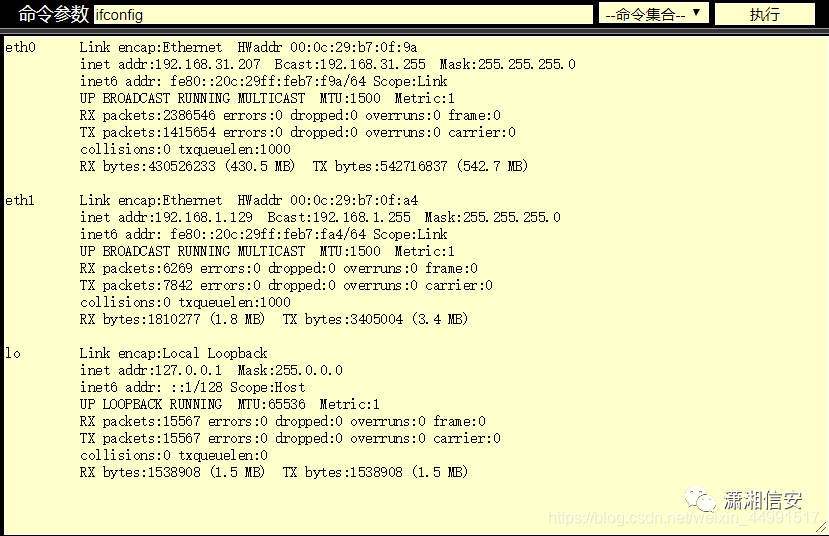 命令参数 ifconfig --命令集合-- ▼ 执行
eth0 Link encap:Ethernet HWaddr 00:0c:29:b7:0f:9a
inet addr:192.168.31.207 Bcast:192.168.31.255 Mask:255.255.255.0
inet6 addr: fe80::20c:29ff:feb7:f9a/64 Scope:Link
UP BROADCAST RUNNING MULTICAST MTU:1500 Metric:1
RX packets:2386546 errors:0 dropped:0 overruns:0 frame:0
TX packets:1415654 errors:0 dropped:0 overruns:0 carrier:0
collisions:0 txqueuelen:1000
RX bytes:430526233 (430.5 MB) TX bytes:542716837 (542.7 MB)
eth1 Link encap:Ethernet HWaddr 00:0c:29:b7:0f:a4
inet addr:192.168.1.129 Bcast:192.168.1.255 Mask:255.255.255.0
inet6 addr: fe80::20c:29ff:feb7:fa4/64 Scope:Link
UP BROADCAST RUNNING MULTICAST MTU:1500 Metric:1
RX packets:6269 errors:0 dropped:0 overruns:0 frame:0
TX packets:7842 errors:0 dropped:0 overruns:0 carrier:0
collisions:0 txqueuelen:1000
RX bytes:1810277 (1.8 MB) TX bytes:3405004 (3.4 MB)
lo Link encap:Local Loopback
inet addr:127.0.0.1 Mask:255.0.0.0
inet6 addr: ::1/128 Scope:Host
UP LOOPBACK RUNNING MTU:65536 Metric:1
RX packets:15567 errors:0 dropped:0 overruns:0 frame:0
TX packets:15567 errors:0 dropped:0 overruns:0 carrier:0
collisions:0 txqueuelen:0
RX bytes:1538908 (1.5 MB) TX bytes:1538908 (1.5 MB)
潇湘信安
https://blog.csdn.net/weixin_44991517